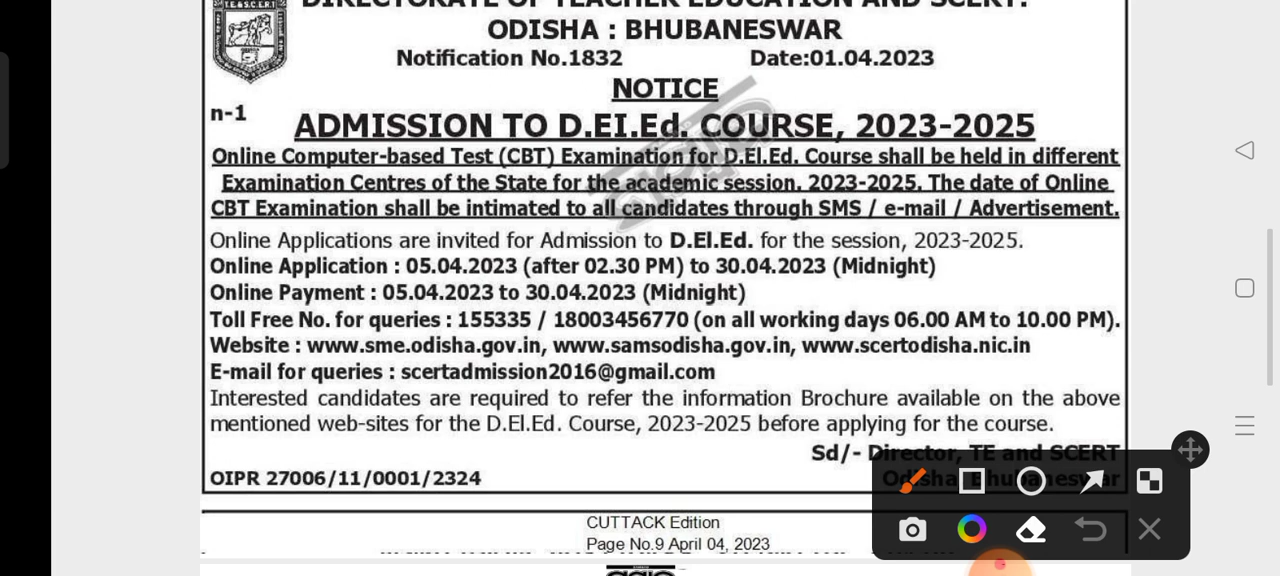 TE & S.C.E.R.T
DIRECTORATE OF TEACHER EDUCATION AND SCERT.
ODISHA : BHUBANESWAR
Notification No.1832 Date:01.04.2023
NOTICE
n-1
ADMISSION TO D.EI.Ed. COURSE, 2023-2025
Online Computer-based Test (CBT) Examination for D.El.Ed. Course shall be held in different
Examination Centres of the State for the academic session, 2023-2025. The date of Online
CBT Examination shall be intimated to all candidates through SMS / e-mail / Advertisement.
Online Applications are invited for Admission to D.El.Ed. for the session, 2023-2025.
Online Application : 05.04.2023 (after 02.30 PM) to 30.04.2023 (Midnight)
Online Payment : 05.04.2023 to 30.04.2023 (Midnight)
Toll Free No. for queries : 155335 / 18003456770 (on all working days 06.00 AM to 10.00 PM).
Website : www.sme.odisha.gov.in, www.samsodisha.gov.in, www.scertodisha.nic.in
E-mail for queries : scertadmission2016@gmail.com
Interested candidates are required to refer the information Brochure available on the above
mentioned web-sites for the D.El.Ed. Course, 2023-2025 before applying for the course.
Sd/- Director, TE and SCERT
OIPR 27006/11/0001/2324 Odisha, Bhubaneswar
CUTTACK Edition
Page No.9 April 04, 2023